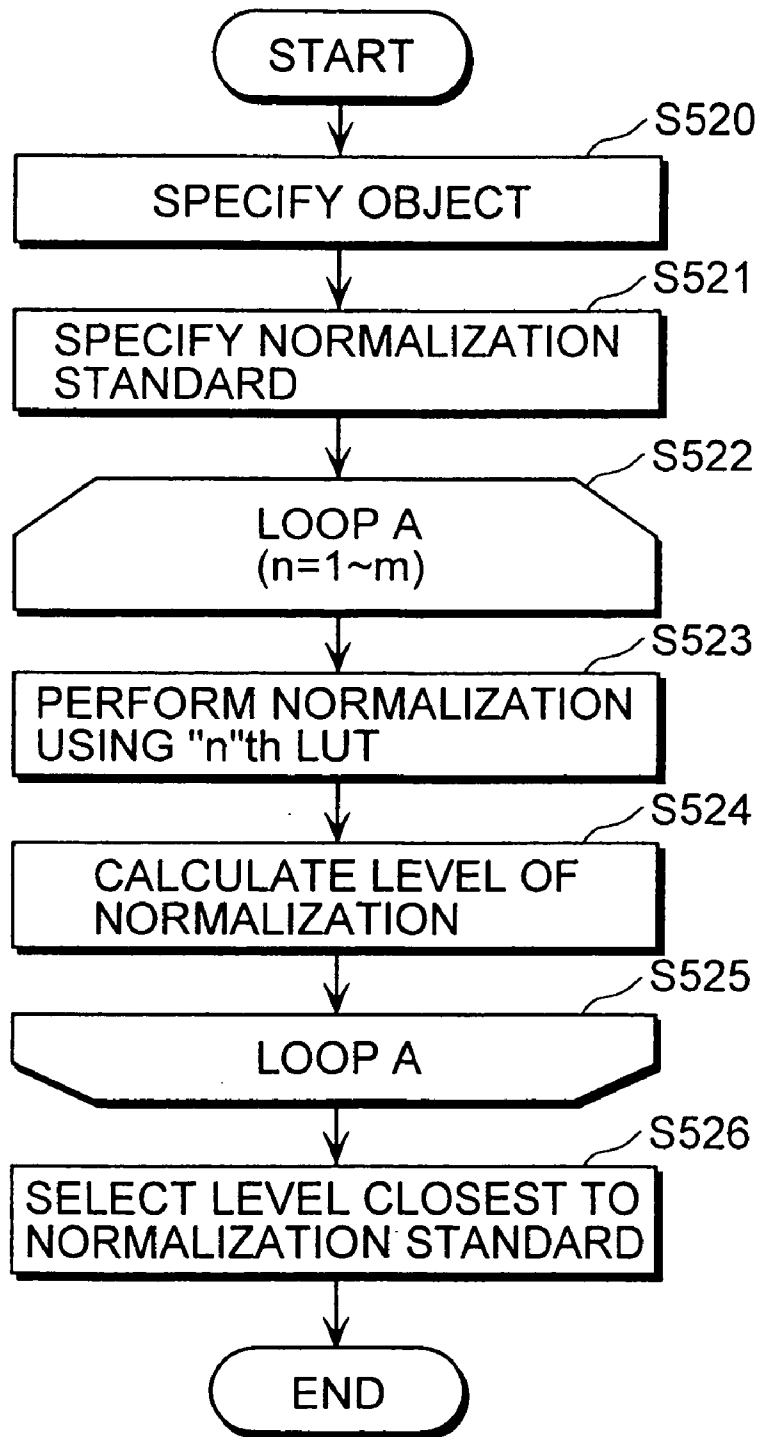 START
S520
SPECIFY OBJECT
S521
SPECIFY NORMALIZATION
STANDARD
S522
LOOP A
(n=1~m)
S523
PERFORM NORMALIZATION
USING "n"th LUT
S524
CALCULATE LEVEL OF
NORMALIZATION
S525
LOOP A
S526
SELECT LEVEL CLOSEST TO
NORMALIZATION STANDARD
END